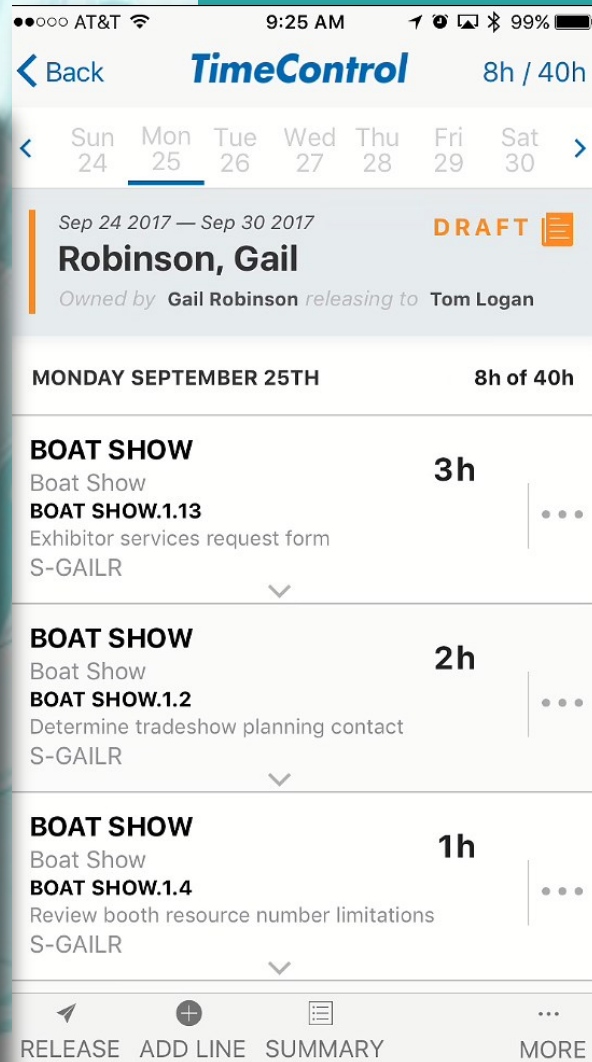 AT&T 9:25 AM 99%
Back TimeControl 8h / 40h
Sun Mon Tue Wed Thu Fri Sat
24 25 26 27 28 29 30
Sep 24 2017 — Sep 30 2017 DRAFT
Robinson, Gail
Owned by Gail Robinson releasing to Tom Logan
MONDAY SEPTEMBER 25TH 8h of 40h
BOAT SHOW
3h
Boat Show
BOAT SHOW.1.13
Exhibitor services request form
S-GAILR
BOAT SHOW
2h
Boat Show
BOAT SHOW.1.2
Determine tradeshow planning contact
S-GAILR
BOAT SHOW
1h
Boat Show
BOAT SHOW.1.4
Review booth resource number limitations
S-GAILR
RELEASE ADD LINE SUMMARY MORE